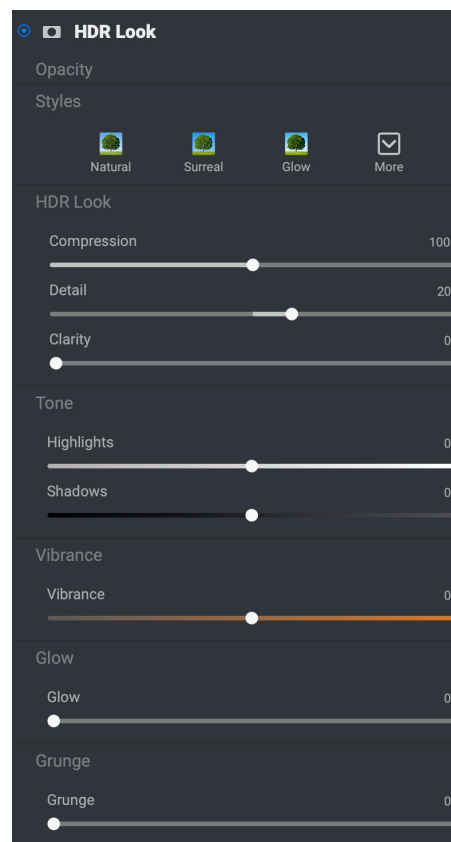 HDR Look
Opacity
Styles
Natural Surreal Glow More
HDR Look
Compression 100
Detail 20
Clarity 0
Tone
Highlights 0
Shadows 0
Vibrance
Vibrance 0
Glow
Glow 0
Grunge
Grunge 0